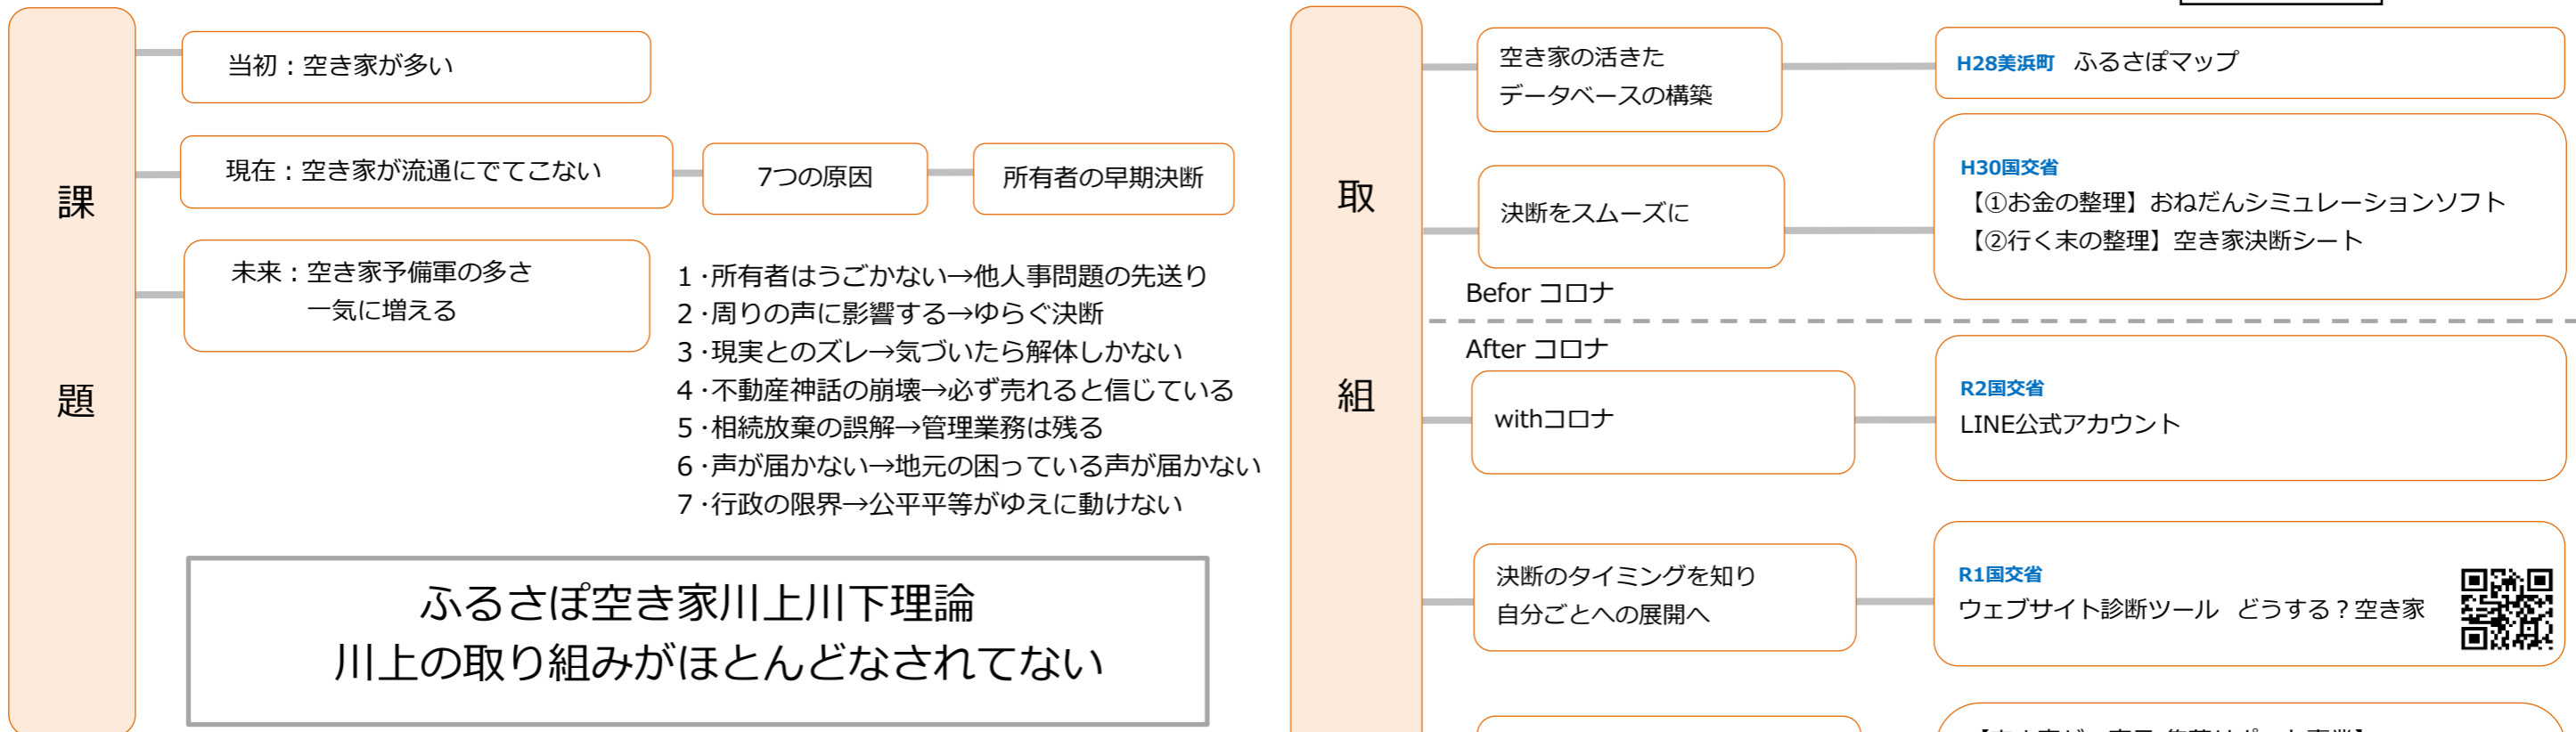 課題
当初：空き家が多い
現在：空き家が流通にでてこない
7つの原因
所有者の早期決断
未来：空き家予備軍の多さ
一気に増える
1・所有者はうごかない→他人事問題の先送り
2・周りの声に影響する→ゆらぐ決断
3・現実とのズレ→気づいたら解体しかない
4・不動産神話の崩壊→必ず売れると信じている
5・相続放棄の誤解→管理業務は残る
6・声が届かない→地元の困っている声が届かない
7・行政の限界→公平平等がゆえに動けない
ふるさぽ空き家川上川下理論
川上の取り組みがほとんどなされてない
取組
空き家の活きた
データベースの構築
H28美浜町 ふるさぽマップ
決断をスムーズに
H30国交省
【①お金の整理】おねだんシミュレーションソフト
【②行く末の整理】空き家決断シート
Befor コロナ
After コロナ
withコロナ
R2国交省
LINE公式アカウント
決断のタイミングを知り
自分ごとへの展開へ
R1国交省
ウェブサイト診断ツール どうする？空き家